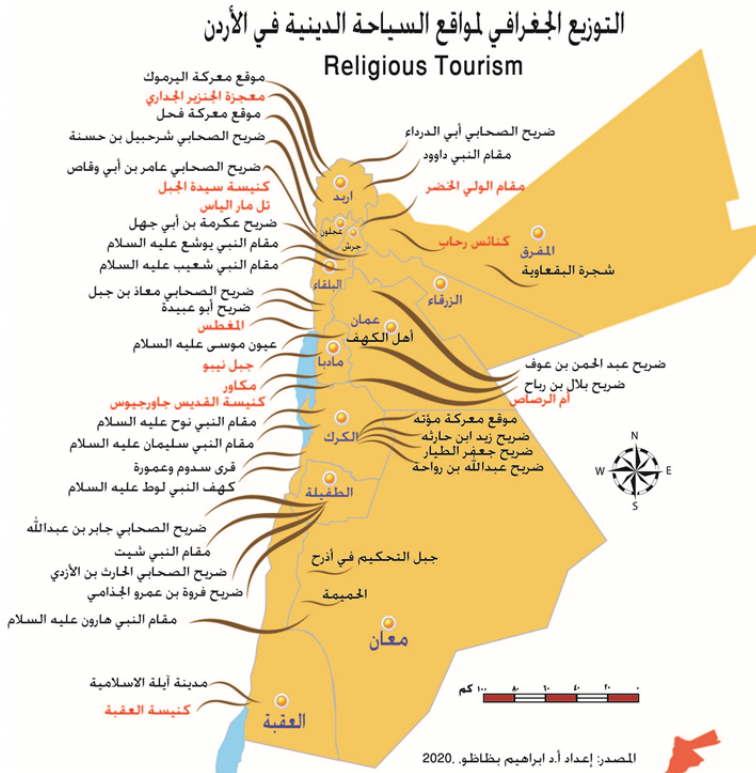 التوزيع الجغرافي لمواقع السياحة الدينية في الأردن
Religious Tourism
موقع معركة اليرموك
معجزة الخنزير الجداري
موقع معركة فحل
ضريح الصحابي شرحبيل بن حسنة
ضريح الصحابي عامر بن أبي وقاص
كنيسة سيدة الجبل
تل مار الياس
ضريح عكرمة بن أبي جهل
مقام النبي يوشع عليه السلام
مقام النبي شعيب عليه السلام
ضريح الصحابي معاذ بن جبل
ضريح أبو عبيدة
المغطس
عيون موسى عليه السلام
جبل نيبو
مكاور
كنيسة القديس جاورجيوس
مقام النبي نوح عليه السلام
مقام النبي سليمان عليه السلام
قرى سدوم وعمورة
كهف النبي لوط عليه السلام
ضريح الصحابي جابر بن عبدالله
مقام النبي شيت
ضريح الصحابي الحارث بن الأزدي
ضريح فروة بن عمرو الجذامي
مقام النبي هارون عليه السلام
مدينة آيلة الاسلامية
كنيسة العقبة
ضريح الصحابي أبي الدرداء
مقام النبي داوود
مقام الولي الخضر
كنائس رحاب
شجرة البقعاوية
اربد
عجلون
جرش
المفرق
البلقاء
الزرقاء
عمان
أهل الكهف
مادبا
ضريح عبد الحمن بن عوف
ضريح بلال بن رباح
أم الرصاص
موقع معركة مؤته
ضريح زيد ابن حارثه
ضريح جعفر الطيار
ضريح عبدالله بن رواحة
الكرك
الطفيلة
جبل التحكيم في أذرح
الحميمة
معان
العقبة
N
W
E
S
٠ ٢٠ ٤٠ ٦٠ ٨٠ ١٠٠ كم
المصدر: إعداد أ.د ابراهيم بظاظو. 2020.